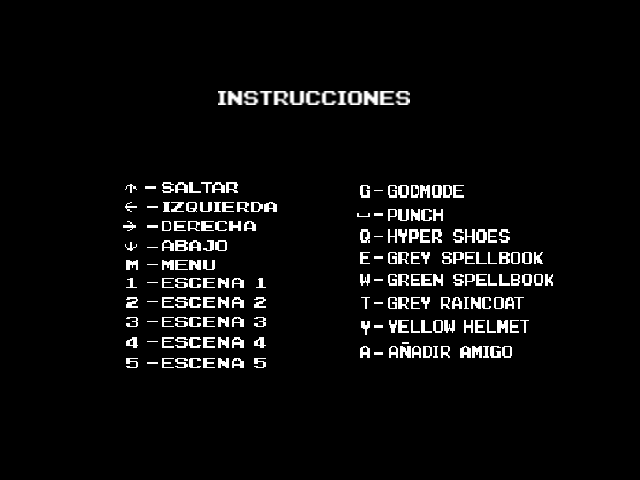 INSTRUCCIONES
↑ - SALTAR
← - IZQUIERDA
→ - DERECHA
↓ - ABAJO
M - MENU
1 - ESCENA 1
2 - ESCENA 2
3 - ESCENA 3
4 - ESCENA 4
5 - ESCENA 5
G - GODMODE
⎵ - PUNCH
Q - HYPER SHOES
E - GREY SPELLBOOK
W - GREEN SPELLBOOK
T - GREY RAINCOAT
Y - YELLOW HELMET
A - AÑADIR AMIGO